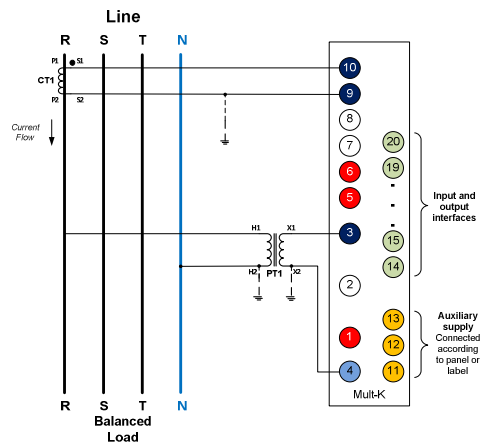 Line
R S T N
P1 S1
CT1
P2 S2
Current
Flow
10
9
8
7
6
5
20
19
15
14
Input and
output
interfaces
H1 X1
3
H2 X2
PT1
2
13
12
11
1
4
Auxiliary
supply
Connected
according
to panel or
label
Mult-K
R S T N
Balanced
Load